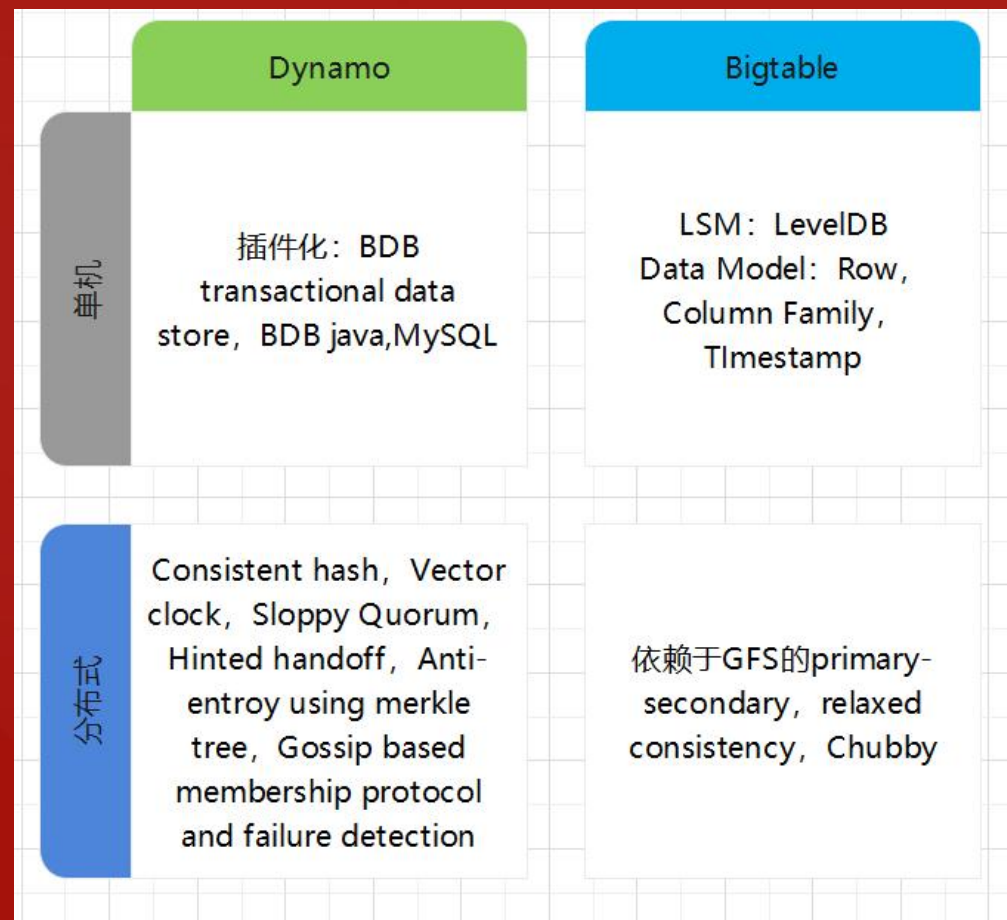 Dynamo
Bigtable
单机
插件化：BDB
transactional data
store，BDB java,MySQL
LSM：LevelDB
Data Model：Row，
Column Family，
TImestamp
分布式
Consistent hash，Vector
clock，Sloppy Quorum，
Hinted handoff，Anti-
entroy using merkle
tree，Gossip based
membership protocol
and failure detection
依赖于GFS的primary-
secondary，relaxed
consistency，Chubby